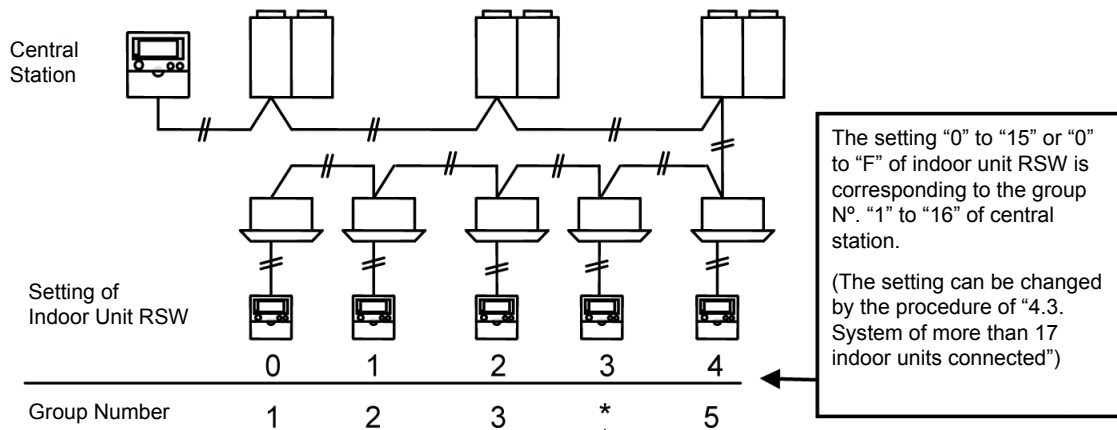 Central
Station
The setting “0” to “15” or “0”
to “F” of indoor unit RSW is
corresponding to the group
Nº. “1” to “16” of central
station.
(The setting can be changed
by the procedure of “4.3.
System of more than 17
indoor units connected”)
Setting of
Indoor Unit RSW
0 1 2 3 4
Group Number 1 2 3 * 5